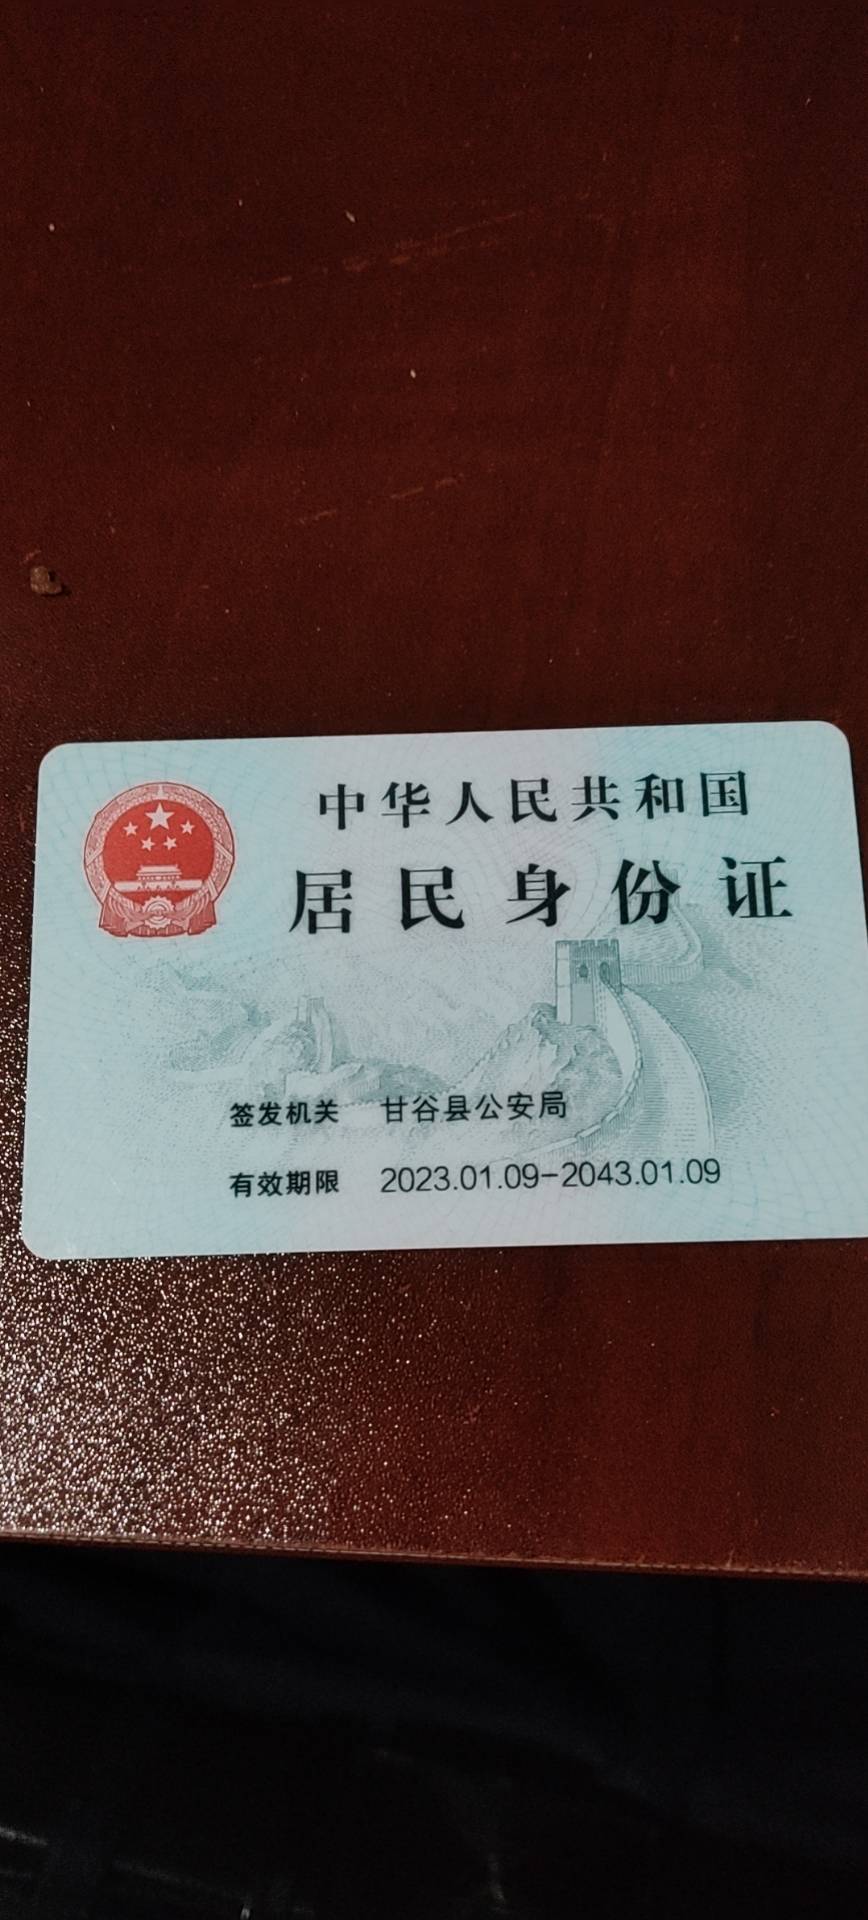 中华人民共和国
居民身份证
签发机关 甘谷县公安局
有效期限 2023.01.09-2043.01.09